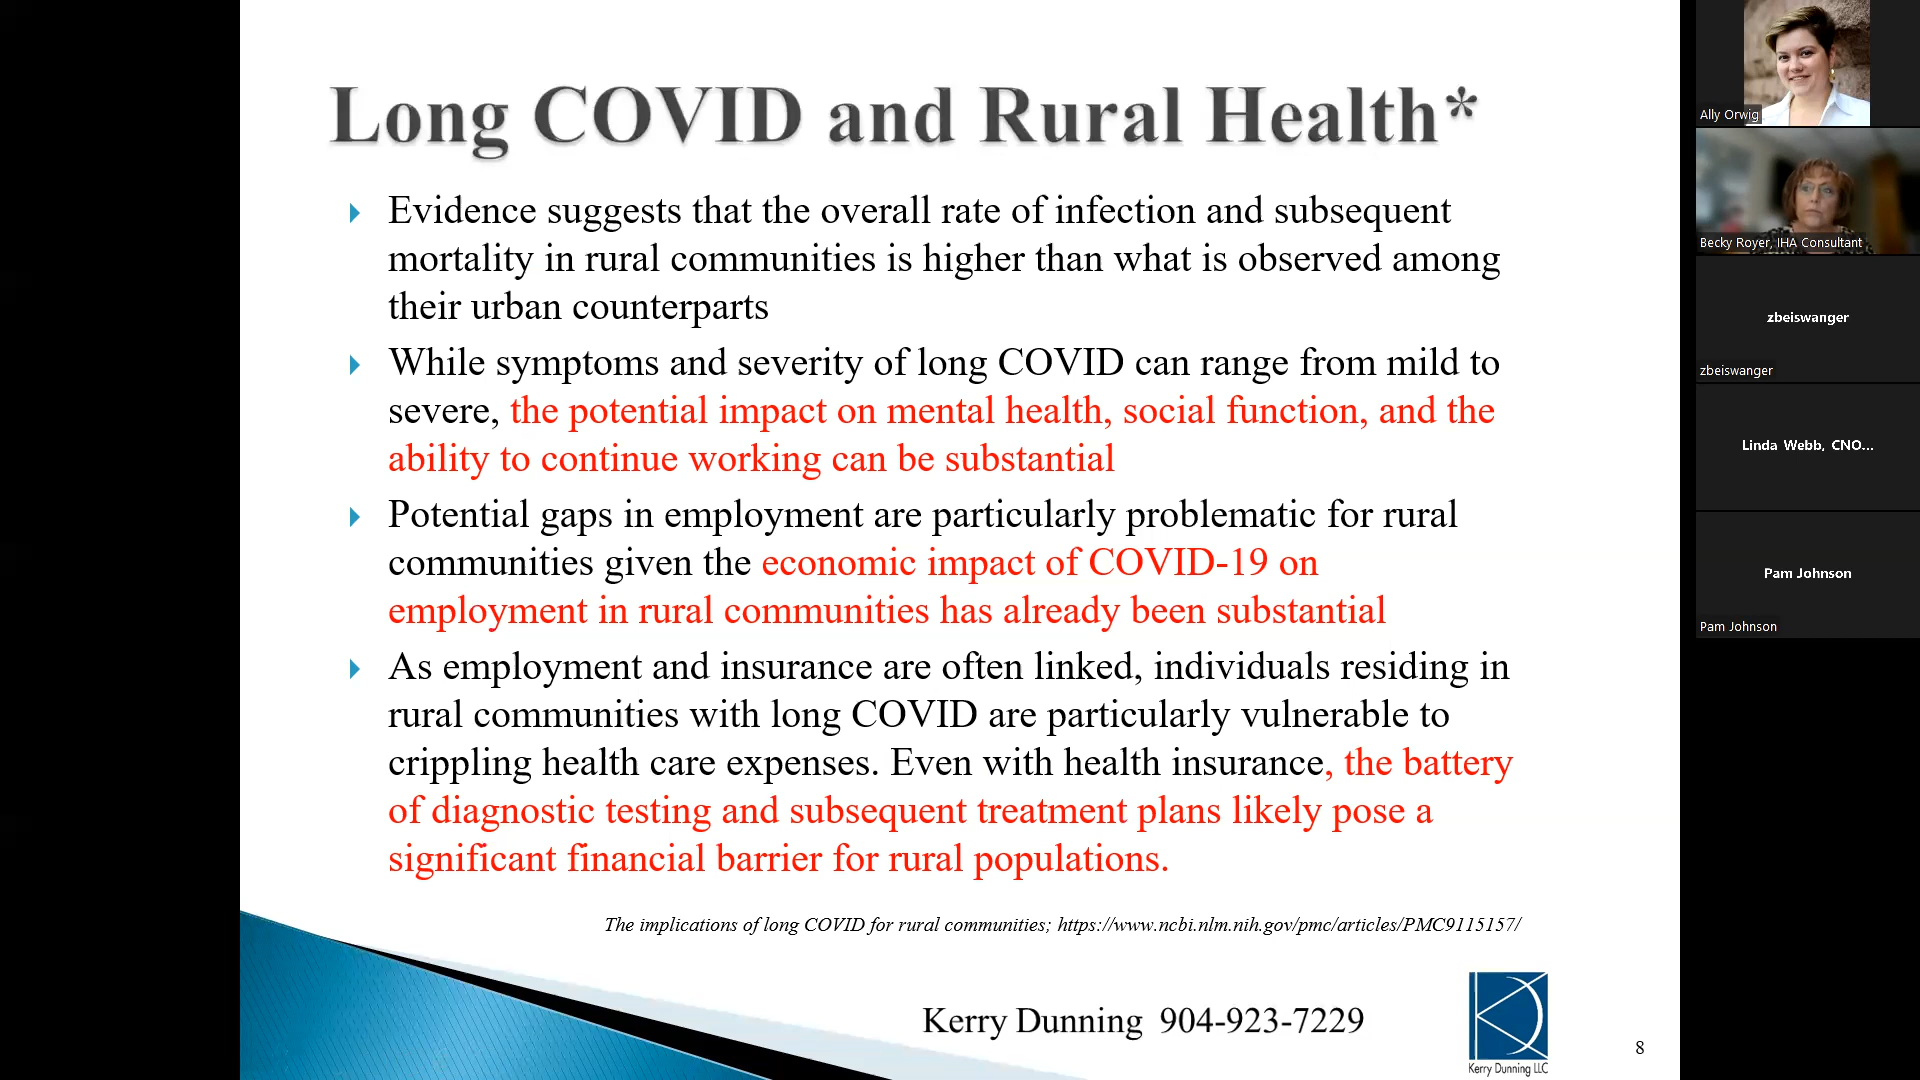 Long COVID and Rural Health*
Evidence suggests that the overall rate of infection and subsequent
mortality in rural communities is higher than what is observed among
their urban counterparts
While symptoms and severity of long COVID can range from mild to
severe, the potential impact on mental health, social function, and the
ability to continue working can be substantial
Potential gaps in employment are particularly problematic for rural
communities given the economic impact of COVID-19 on
employment in rural communities has already been substantial
As employment and insurance are often linked, individuals residing in
rural communities with long COVID are particularly vulnerable to
crippling health care expenses. Even with health insurance, the battery
of diagnostic testing and subsequent treatment plans likely pose a
significant financial barrier for rural populations.
The implications of long COVID for rural communities; https://www.ncbi.nlm.nih.gov/pmc/articles/PMC9115157/
Kerry Dunning 904-923-7229
Kerry Dunning LLC
8
Ally Orwig
Becky Royer, IHA Consultant
zbeiswanger
zbeiswanger
Linda Webb, CNO...
Pam Johnson
Pam Johnson